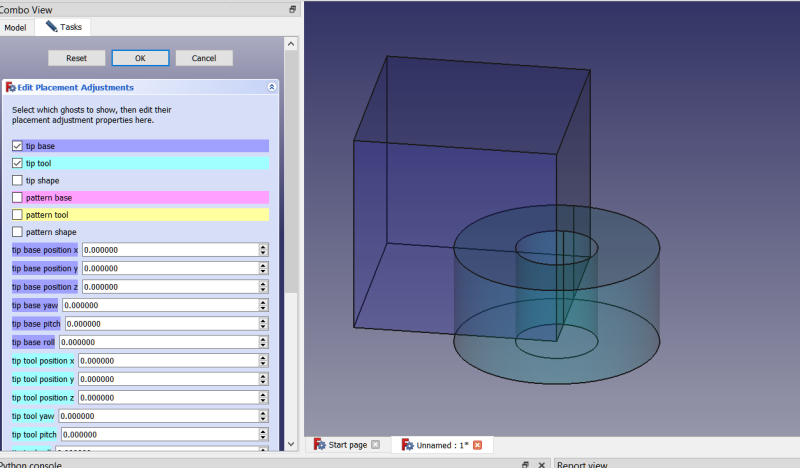 Combo View
Model
Tasks
Reset
OK
Cancel
Edit Placement Adjustments
Select which ghosts to show, then edit their
placement adjustment properties here.
tip base
tip tool
tip shape
pattern base
pattern tool
pattern shape
tip base position x 0.000000
tip base position y 0.000000
tip base position z 0.000000
tip base yaw 0.000000
tip base pitch 0.000000
tip base roll 0.000000
tip tool position x 0.000000
tip tool position y 0.000000
tip tool position z 0.000000
tip tool yaw 0.000000
tip tool pitch 0.000000
Start page
Unnamed : 1*
Python console
Report view